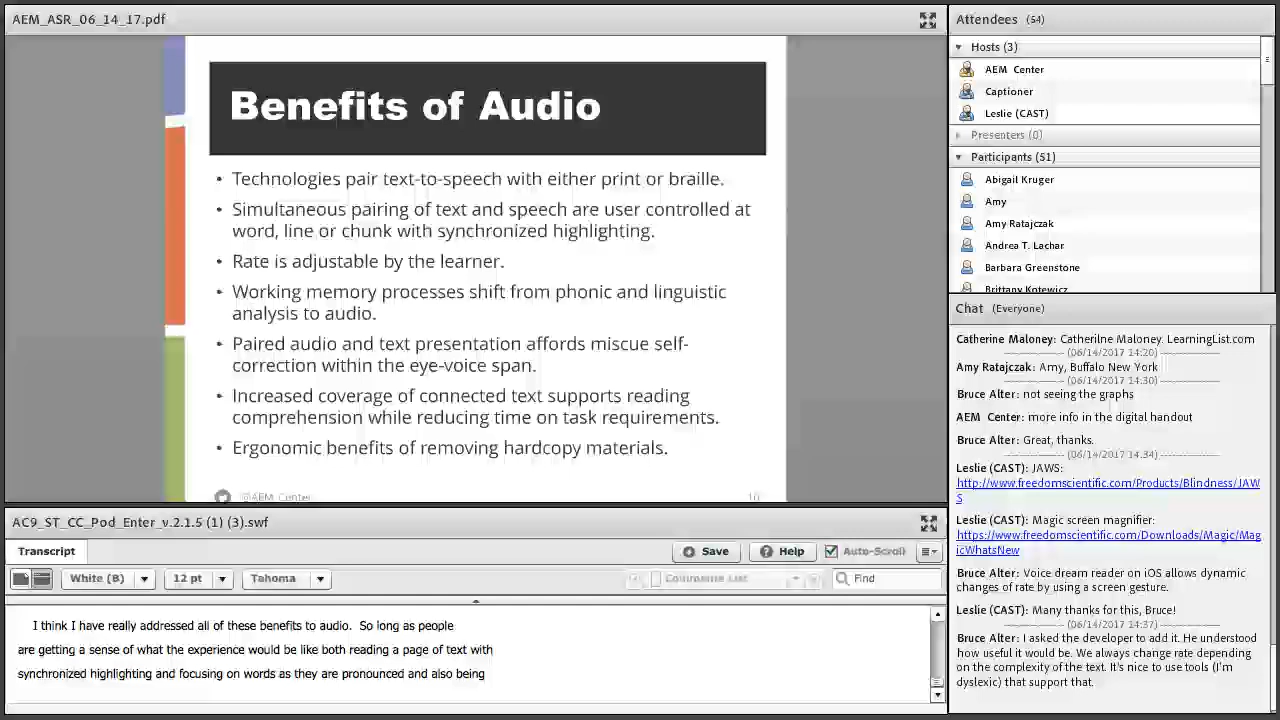 AEM_ASR_06_14_17.pdf
Benefits of Audio
• Technologies pair text-to-speech with either print or braille.
• Simultaneous pairing of text and speech are user controlled at
word, line or chunk with synchronized highlighting.
• Rate is adjustable by the learner.
• Working memory processes shift from phonic and linguistic
analysis to audio.
• Paired audio and text presentation affords miscue self-
correction within the eye-voice span.
• Increased coverage of connected text supports reading
comprehension while reducing time on task requirements.
• Ergonomic benefits of removing hardcopy materials.
@AEM_Center
10
AC9_ST_CC_Pod_Enter_v.2.1.5 (1) (3).swf
Transcript
Save
Help
Auto-Scroll
White (B)
12 pt
Tahoma
Find
I think I have really addressed all of these benefits to audio. So long as people
are getting a sense of what the experience would be like both reading a page of text with
synchronized highlighting and focusing on words as they are pronounced and also being
Attendees (54)
Hosts (3)
AEM Center
Captioner
Leslie (CAST)
Presenters (0)
Participants (51)
Abigail Kruger
Amy
Amy Ratajczak
Andrea T. Lachar
Barbara Greenstone
Brittany Kotewicz
Chat (Everyone)
Catherine Maloney: Catherilne Maloney. LearningList.com
(06/14/2017 14:20)
Amy Ratajczak: Amy, Buffalo New York
(06/14/2017 14:30)
Bruce Alter: not seeing the graphs
AEM Center: more info in the digital handout
Bruce Alter: Great, thanks.
(06/14/2017 14:34)
Leslie (CAST): JAWS:
http://www.freedomscientific.com/Products/Blindness/JAW
S
Leslie (CAST): Magic screen magnifier:
https://www.freedomscientific.com/Downloads/Magic/Mag
icWhatsNew
Bruce Alter: Voice dream reader on iOS allows dynamic
changes of rate by using a screen gesture.
Leslie (CAST): Many thanks for this, Bruce!
(06/14/2017 14:37)
Bruce Alter: I asked the developer to add it. He understood
how useful it would be. We always change rate depending
on the complexity of the text. It's nice to use tools (I'm
dyslexic) that support that.